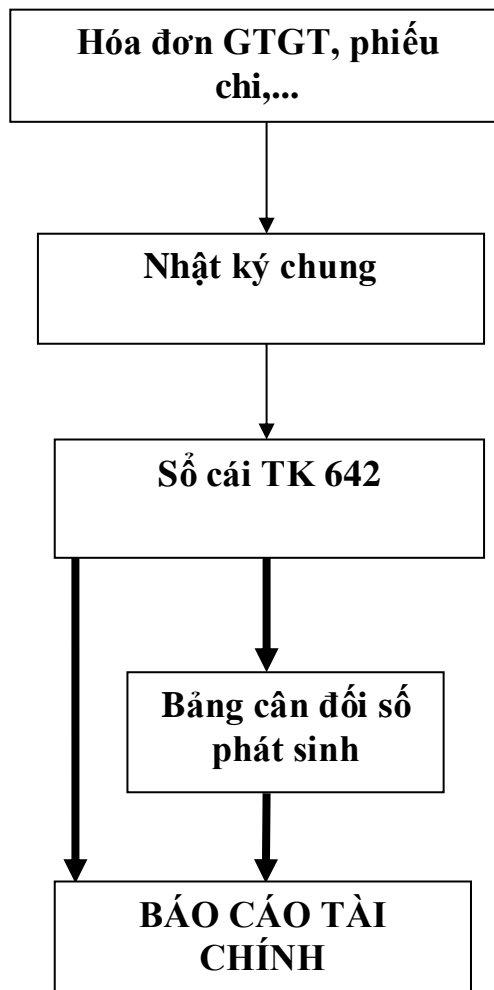 Hóa đơn GTGT, phiếu
chi,...
Nhật ký chung
Sổ cái TK 642
Bảng cân đối số
phát sinh
BÁO CÁO TÀI
CHÍNH